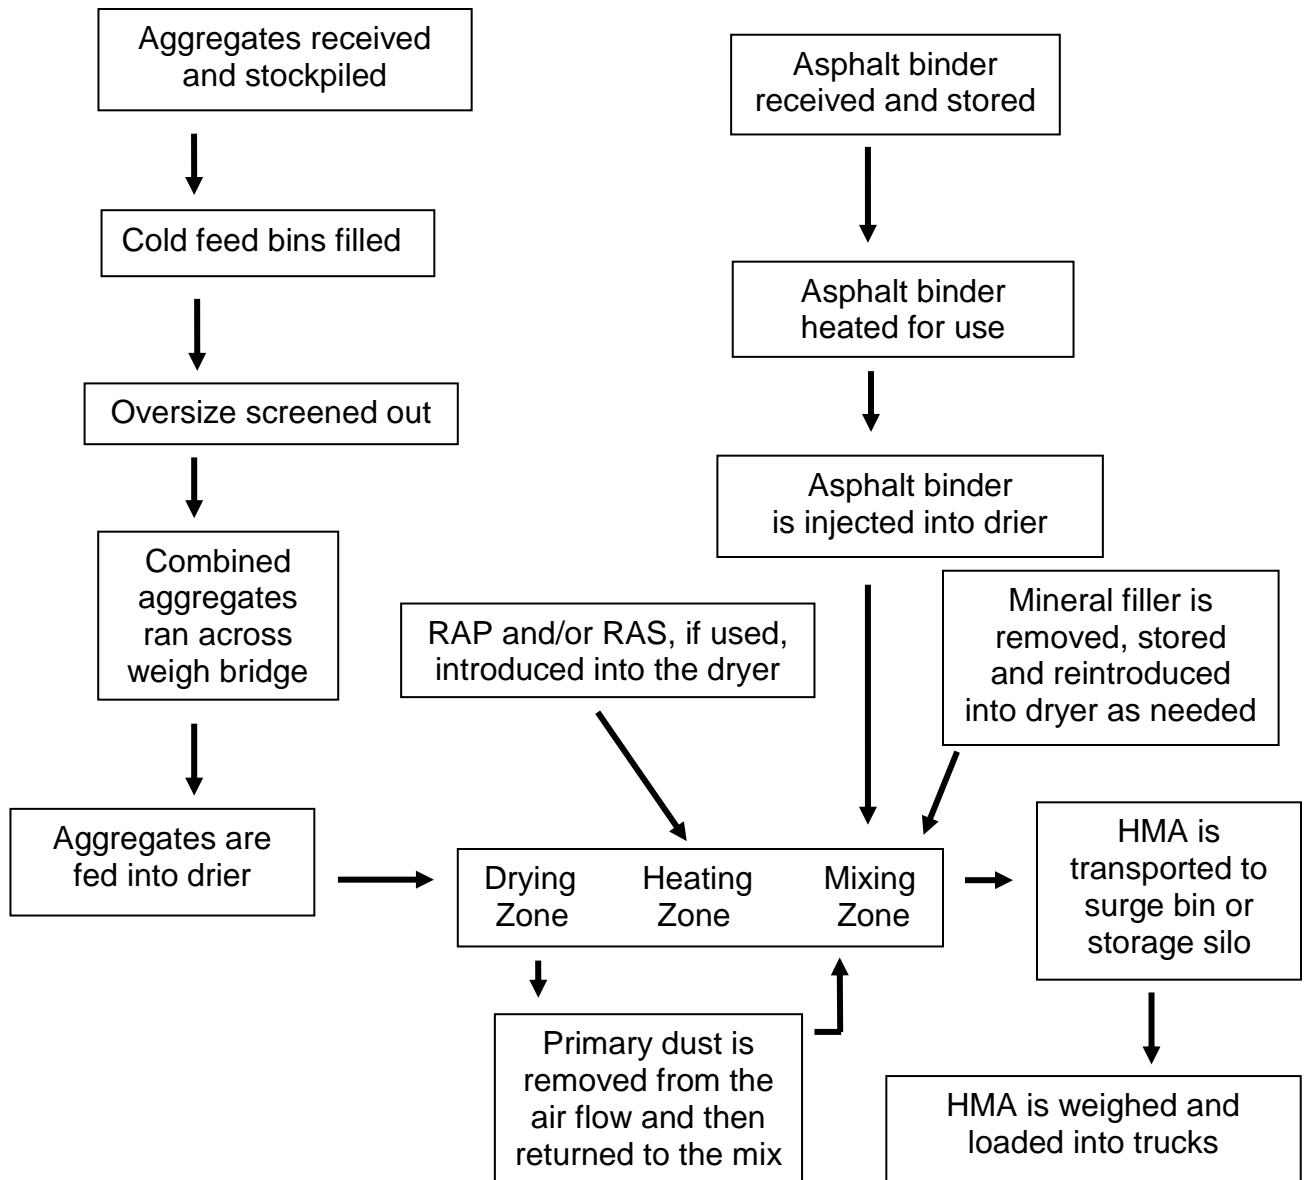 Aggregates received
and stockpiled
Asphalt binder
received and stored
Cold feed bins filled
Asphalt binder
heated for use
Oversize screened out
Asphalt binder
is injected into drier
Combined
aggregates
ran across
weigh bridge
RAP and/or RAS, if used,
introduced into the dryer
Mineral filler is
removed, stored
and reintroduced
into dryer as needed
Aggregates are
fed into drier
Drying
Zone
Heating
Zone
Mixing
Zone
HMA is
transported to
surge bin or
storage silo
Primary dust is
removed from the
air flow and then
returned to the mix
HMA is weighed and
loaded into trucks